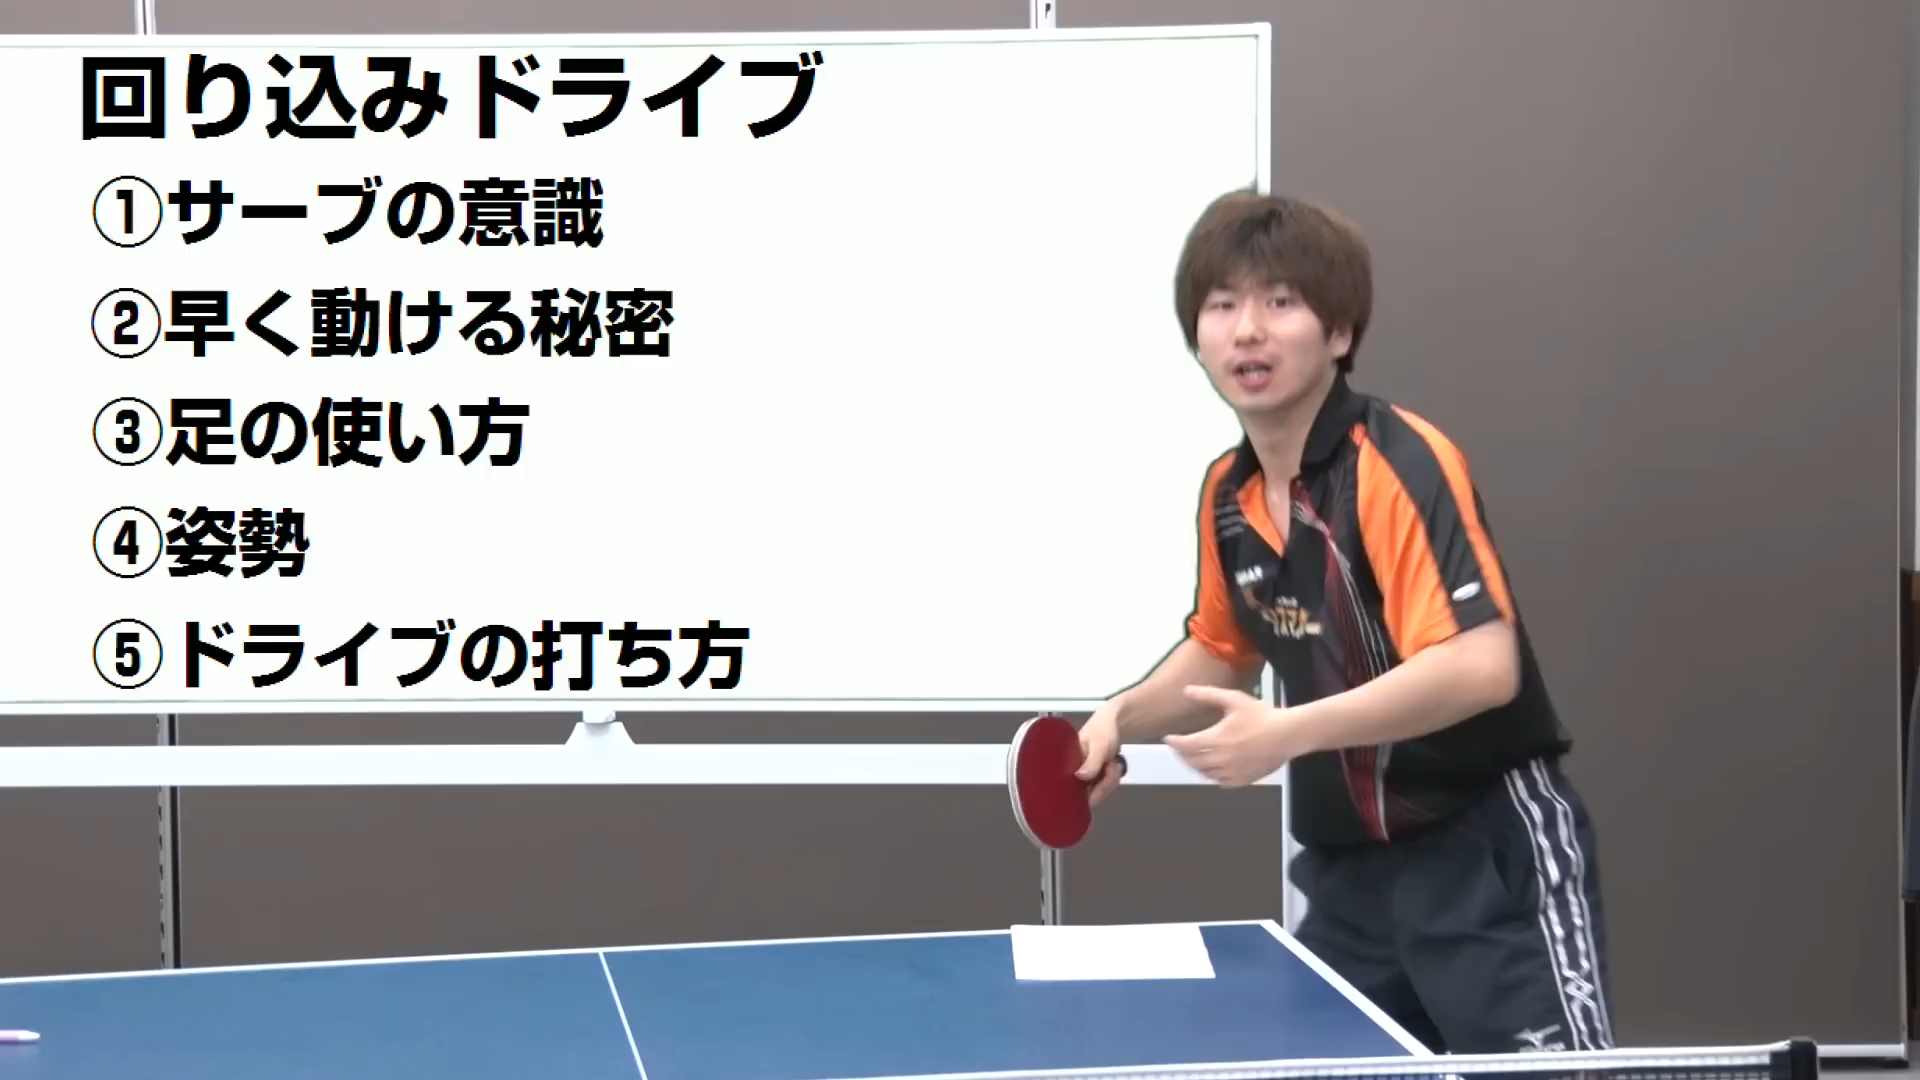 回り込みドライブ
①サーブの意識
②早く動ける秘密
③足の使い方
④姿勢
⑤ドライブの打ち方